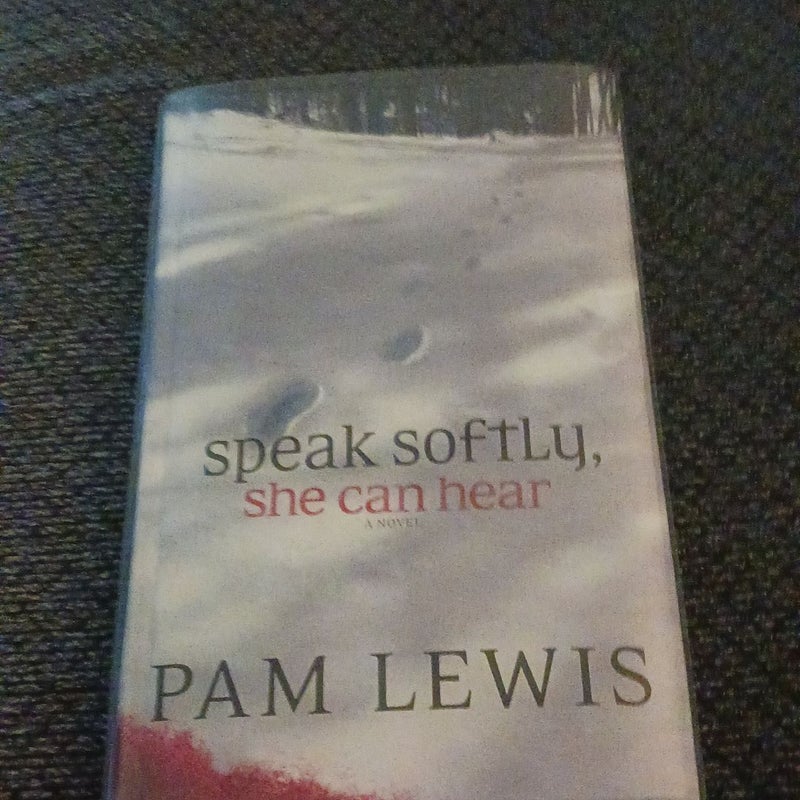 speak softly,
she can hear
A NOVEL
PAM LEWIS